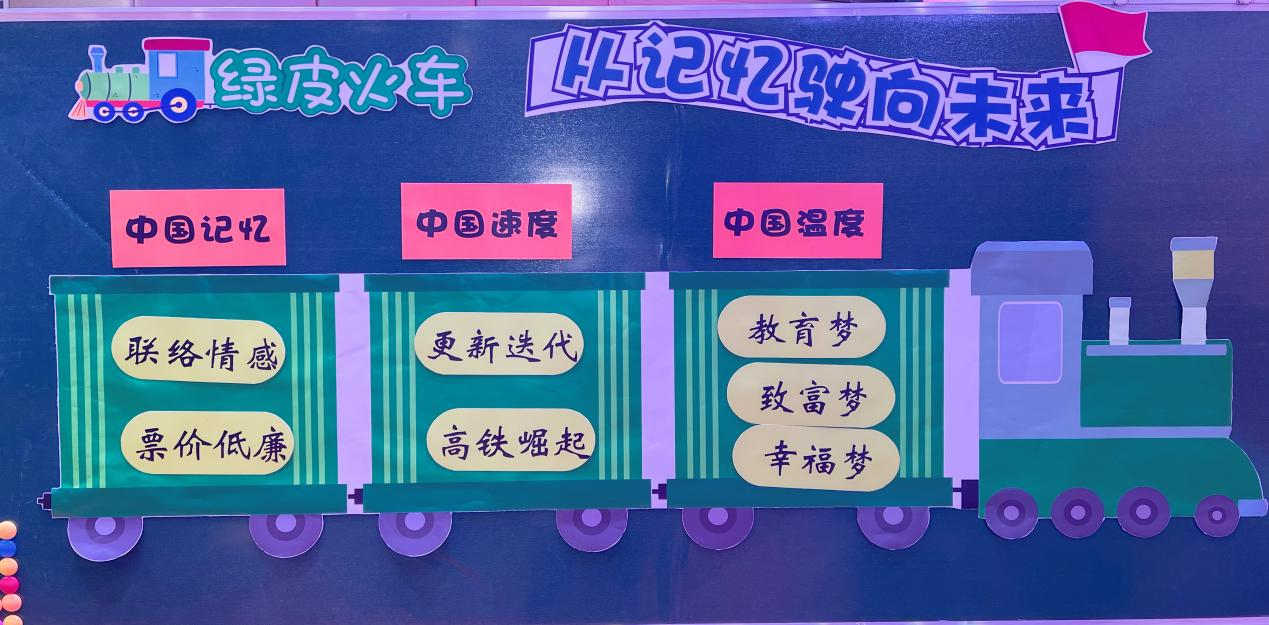 绿皮火车
从记忆驶向未来
中国记忆
中国速度
中国温度
联络情感
票价低廉
更新迭代
高铁崛起
教育梦
致富梦
幸福梦